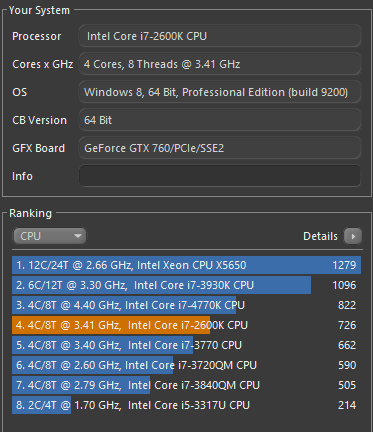 Your System
Processor Intel Core i7-2600K CPU
Cores x GHz 4 Cores, 8 Threads @ 3.41 GHz
OS Windows 8, 64 Bit, Professional Edition (build 9200)
CB Version 64 Bit
GFX Board GeForce GTX 760/PCIe/SSE2
Info
Ranking
CPU Details
1. 12C/24T @ 2.66 GHz, Intel Xeon CPU X5650 1279
2. 6C/12T @ 3.30 GHz, Intel Core i7-3930K CPU 1096
3. 4C/8T @ 4.40 GHz, Intel Core i7-4770K CPU 822
4. 4C/8T @ 3.41 GHz, Intel Core i7-2600K CPU 726
5. 4C/8T @ 3.40 GHz, Intel Core i7-3770 CPU 662
6. 4C/8T @ 2.60 GHz, Intel Core i7-3720QM CPU 590
7. 4C/8T @ 2.79 GHz, Intel Core i7-3840QM CPU 505
8. 2C/4T @ 1.70 GHz, Intel Core i5-3317U CPU 214